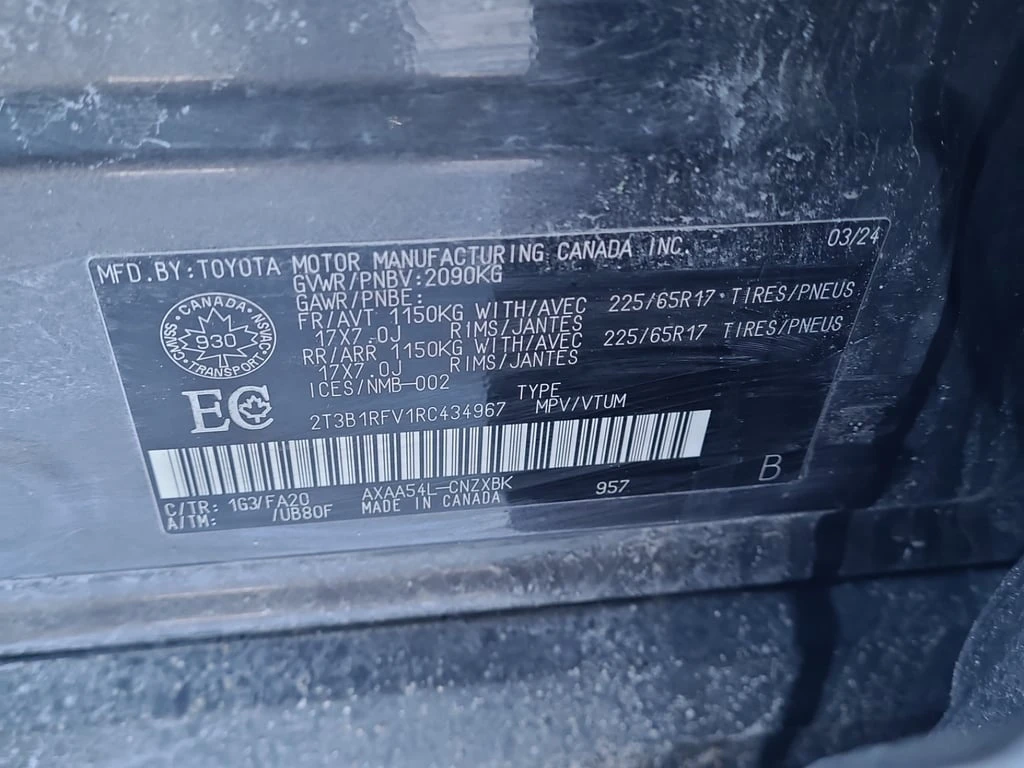 MFD.BY:TOYOTA MOTOR MANUFACTURING CANADA INC. 03/24
GVWR/PNBV:2090KG
GAWR/PNBE:
FR/AVT 1150KG WITH/AVEC 225/65R17 TIRES/PNEUS
17X7.0J RIMS/JANTES
RR/ARR 1150KG WITH/AVEC 225/65R17 TIRES/PNEUS
17X7.0J RIMS/JANTES
ICES/NMB-002
CANADA
930
CMVSS NSVAC
TRANSPORT
EC
TYPE
2T3B1RFV1RC434967 MPV/VTUM
C/TR: 1G3/FA20 AXAA54L-CNZXBK 957 B
A/TM: /UB80F MADE IN CANADA